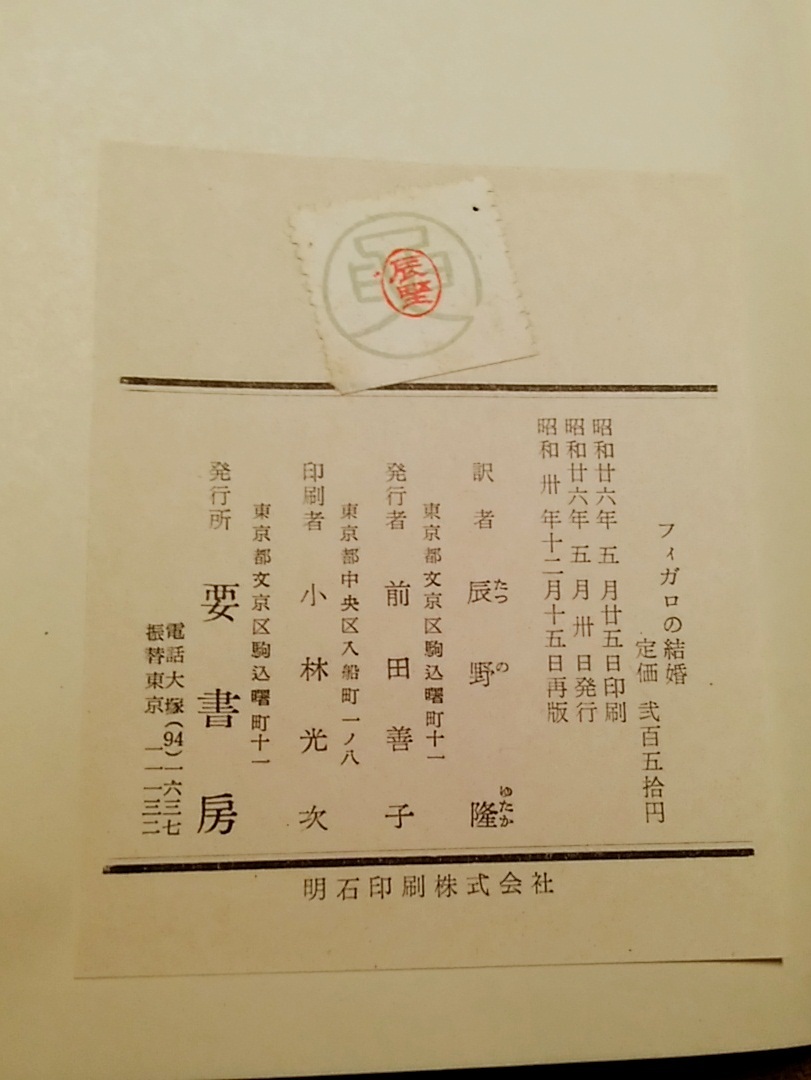 辰野
フィガロの結婚
定価 弐百五拾円
昭和廿六年 五 月廿五日印刷
昭和廿六年 五 月 卅 日発行
昭和 卅 年十二月十五日再版
訳者 辰野隆
たつ の ゆたか
東京都文京区駒込曙町十一
発行者 前田善子
東京都中央区入船町一ノ八
印刷者 小林光次
東京都文京区駒込曙町十一
発行所 要書房
電話大塚(94)一六三七
振替東京 一一一三二
明石印刷株式会社